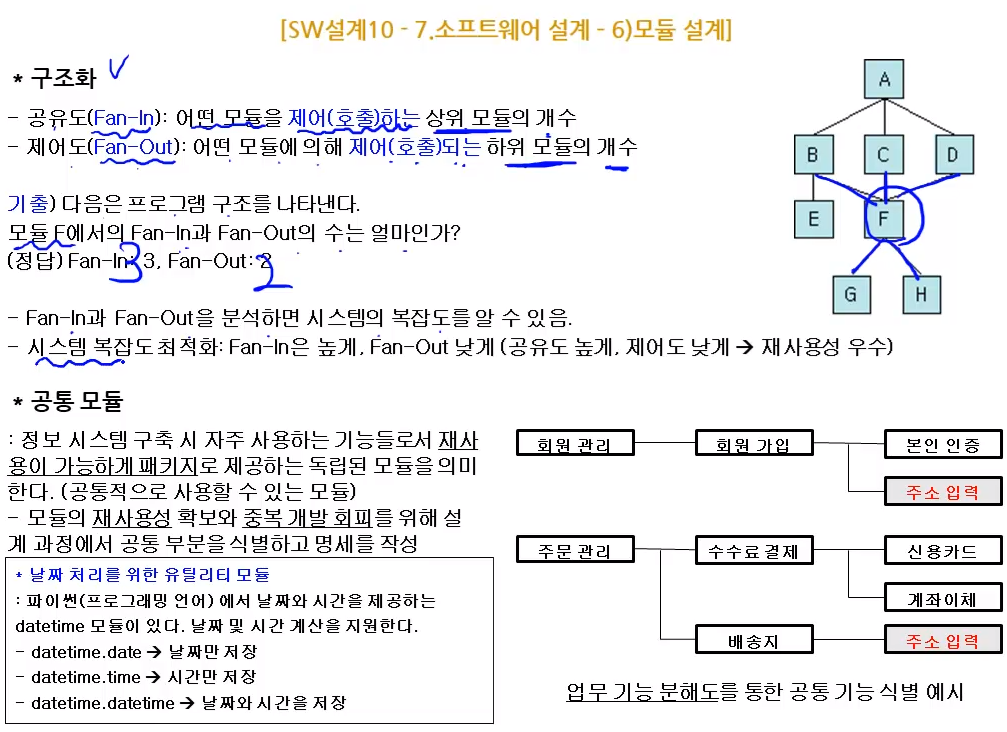 [SW설계10 - 7.소프트웨어 설계 - 6)모듈 설계]
* 구조화
- 공유도(Fan-In): 어떤 모듈을 제어(호출)하는 상위 모듈의 개수
- 제어도(Fan-Out): 어떤 모듈에 의해 제어(호출)되는 하위 모듈의 개수
기출) 다음은 프로그램 구조를 나타낸다.
모듈 F에서의 Fan-In과 Fan-Out의 수는 얼마인가?
(정답) Fan-In: 3, Fan-Out: 2
3
2
- Fan-In과 Fan-Out을 분석하면 시스템의 복잡도를 알 수 있음.
- 시스템 복잡도 최적화: Fan-In은 높게, Fan-Out 낮게 (공유도 높게, 제어도 낮게 → 재사용성 우수)
A
B C D
E F
G H
* 공통 모듈
: 정보 시스템 구축 시 자주 사용하는 기능들로서 재사
용이 가능하게 패키지로 제공하는 독립된 모듈을 의미
한다. (공통적으로 사용할 수 있는 모듈)
- 모듈의 재사용성 확보와 중복 개발 회피를 위해 설
계 과정에서 공통 부분을 식별하고 명세를 작성
* 날짜 처리를 위한 유틸리티 모듈
: 파이썬(프로그래밍 언어) 에서 날짜와 시간을 제공하는
datetime 모듈이 있다. 날짜 및 시간 계산을 지원한다.
- datetime.date → 날짜만 저장
- datetime.time → 시간만 저장
- datetime.datetime → 날짜와 시간을 저장
회원 관리 회원 가입 본인 인증
주소 입력
주문 관리 수수료 결제 신용카드
계좌이체
배송지 주소 입력
업무 기능 분해도를 통한 공통 기능 식별 예시